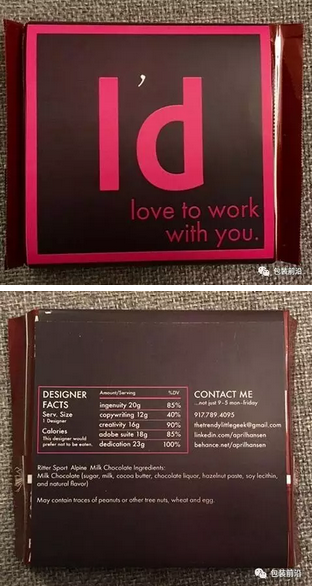 I'd
love to work
with you.
包装前沿
DESIGNER
FACTS
Serv. Size
1 Designer
Calories
This designer would
prefer not to be eaten.
Amount/Serving %DV
ingenuity 20g 85%
copywriting 12g 40%
creativity 16g 90%
adobe suite 18g 85%
dedication 23g 100%
CONTACT ME
...not just 9-5 mon-friday
917.789.4095
thetrendylittlegeek@gmail.com
linkedin.com/aprilhansen
behance.net/aprilhansen
Ritter Sport Alpine Milk Chocolate Ingredients:
Milk Chocolate (sugar, milk, cocoa butter, chocolate liquor, hazelnut paste, soy lecithin,
and natural flavor)
May contain traces of peanuts or other tree nuts, wheat and egg.
包装前沿